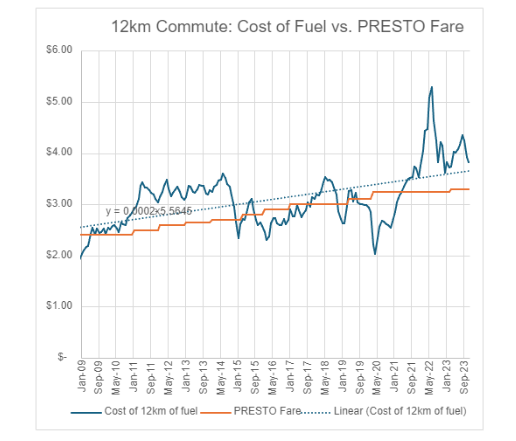 12km Commute: Cost of Fuel vs. PRESTO Fare
$6.00
$5.00
$4.00
$3.00
y = 0.0002x-5.5645
$2.00
$1.00
$-
Jan-09
Sep-09
May-10
Jan-11
Sep-11
May-12
Jan-13
Sep-13
May-14
Jan-15
Sep-15
May-16
Jan-17
Sep-17
May-18
Jan-19
Sep-19
May-20
Jan-21
Sep-21
May-22
Jan-23
Sep-23
Cost of 12km of fuel PRESTO Fare Linear (Cost of 12km of fuel)